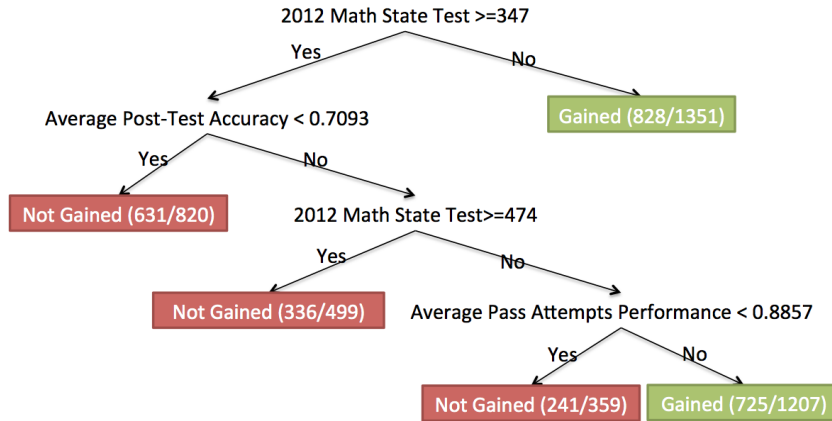 2012 Math State Test >=347
Yes
No
Average Post-Test Accuracy < 0.7093
Gained (828/1351)
Yes
No
Not Gained (631/820)
2012 Math State Test>=474
Yes
No
Not Gained (336/499)
Average Pass Attempts Performance < 0.8857
Yes
No
Not Gained (241/359)
Gained (725/1207)